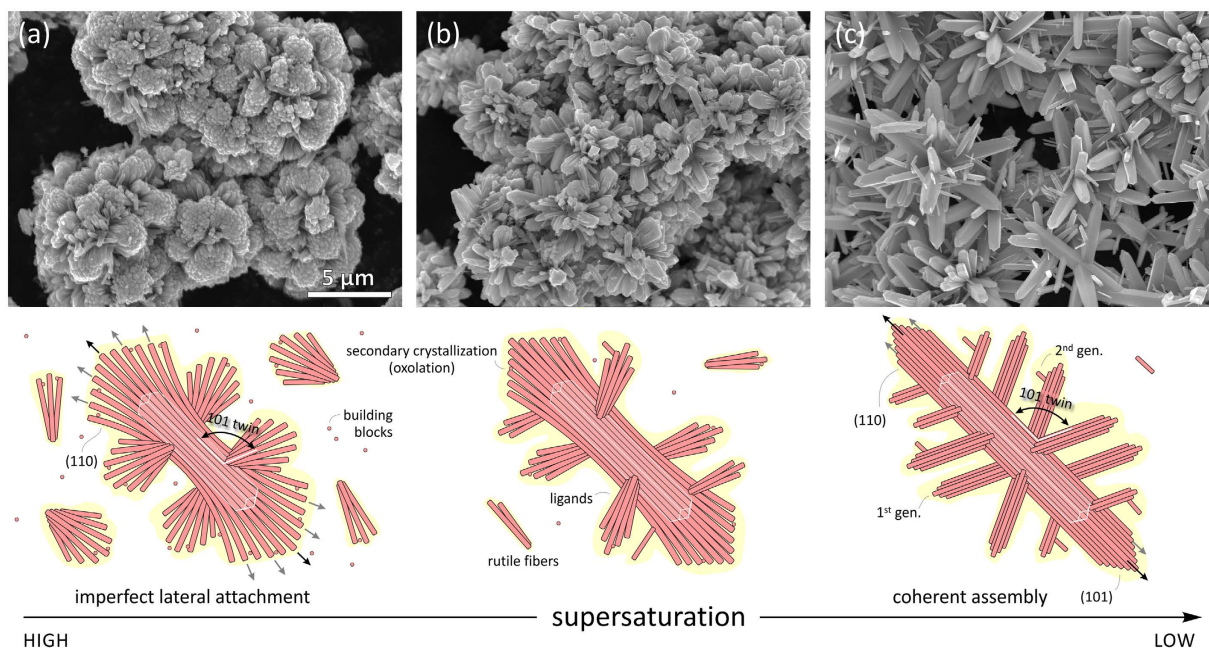 (a)
(b)
(c)
5 μm
secondary crystallization
(oxolation)
2nd gen.
101 twin
building
blocks
(110)
101 twin
(110)
ligands
1st gen.
rutile fibers
imperfect lateral attachment
coherent assembly
(101)
supersaturation
HIGH
LOW